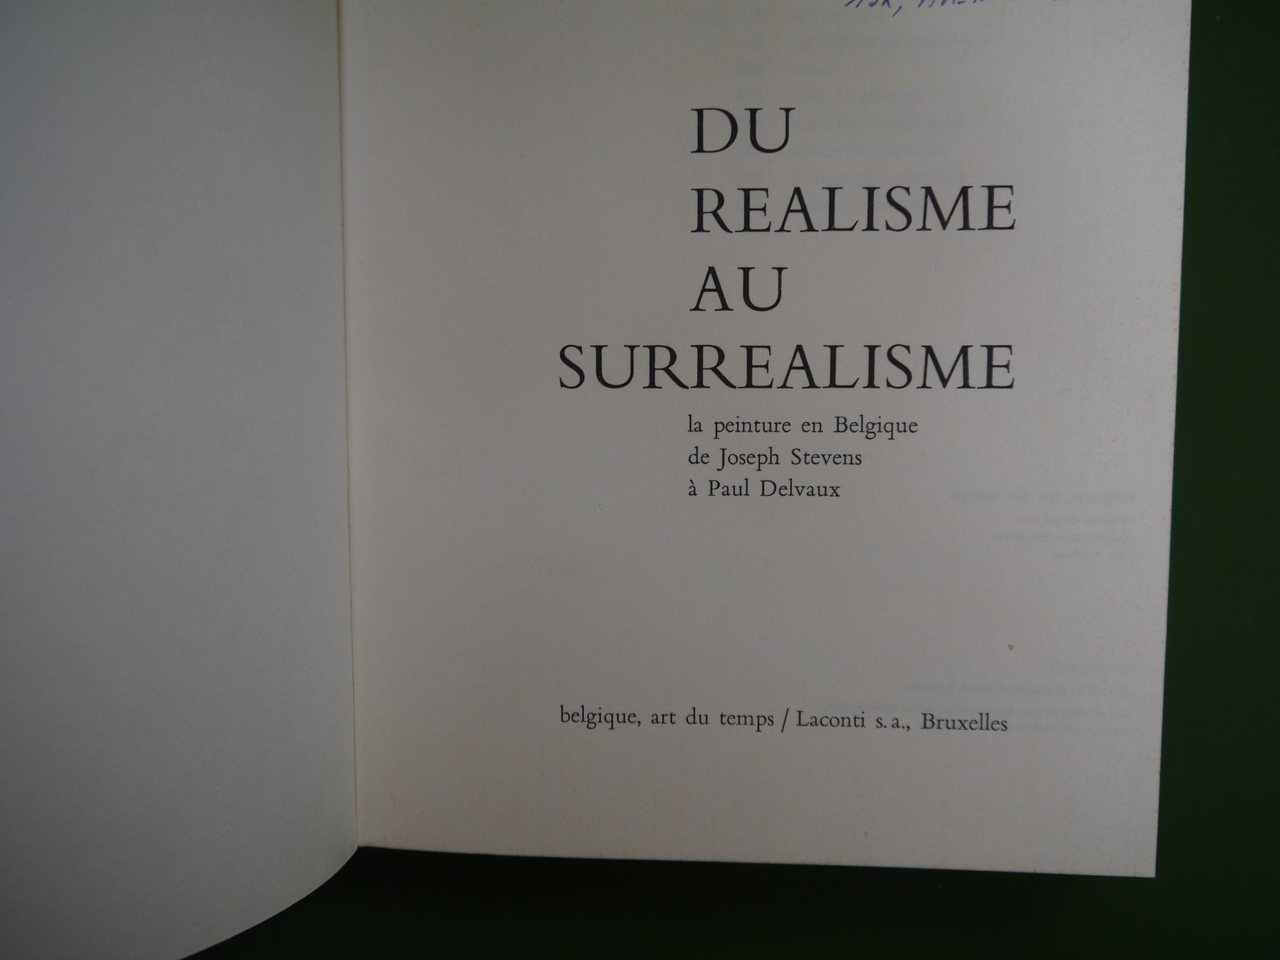 DU
REALISME
AU
SURREALISME
la peinture en Belgique
de Joseph Stevens
à Paul Delvaux
belgique, art du temps / Laconti s.a., Bruxelles